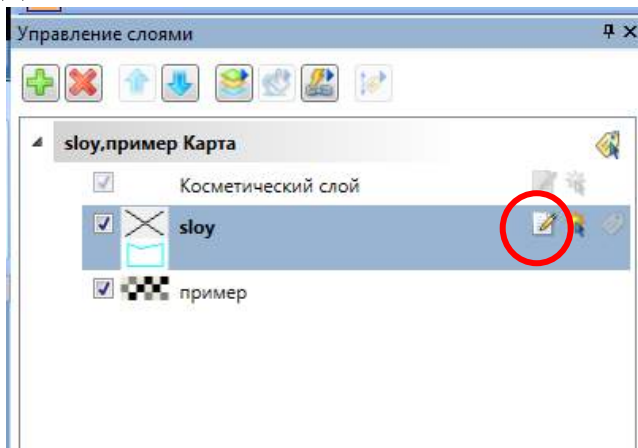 Управление слоями
sloy,пример Карта
Косметический слой
sloy
пример